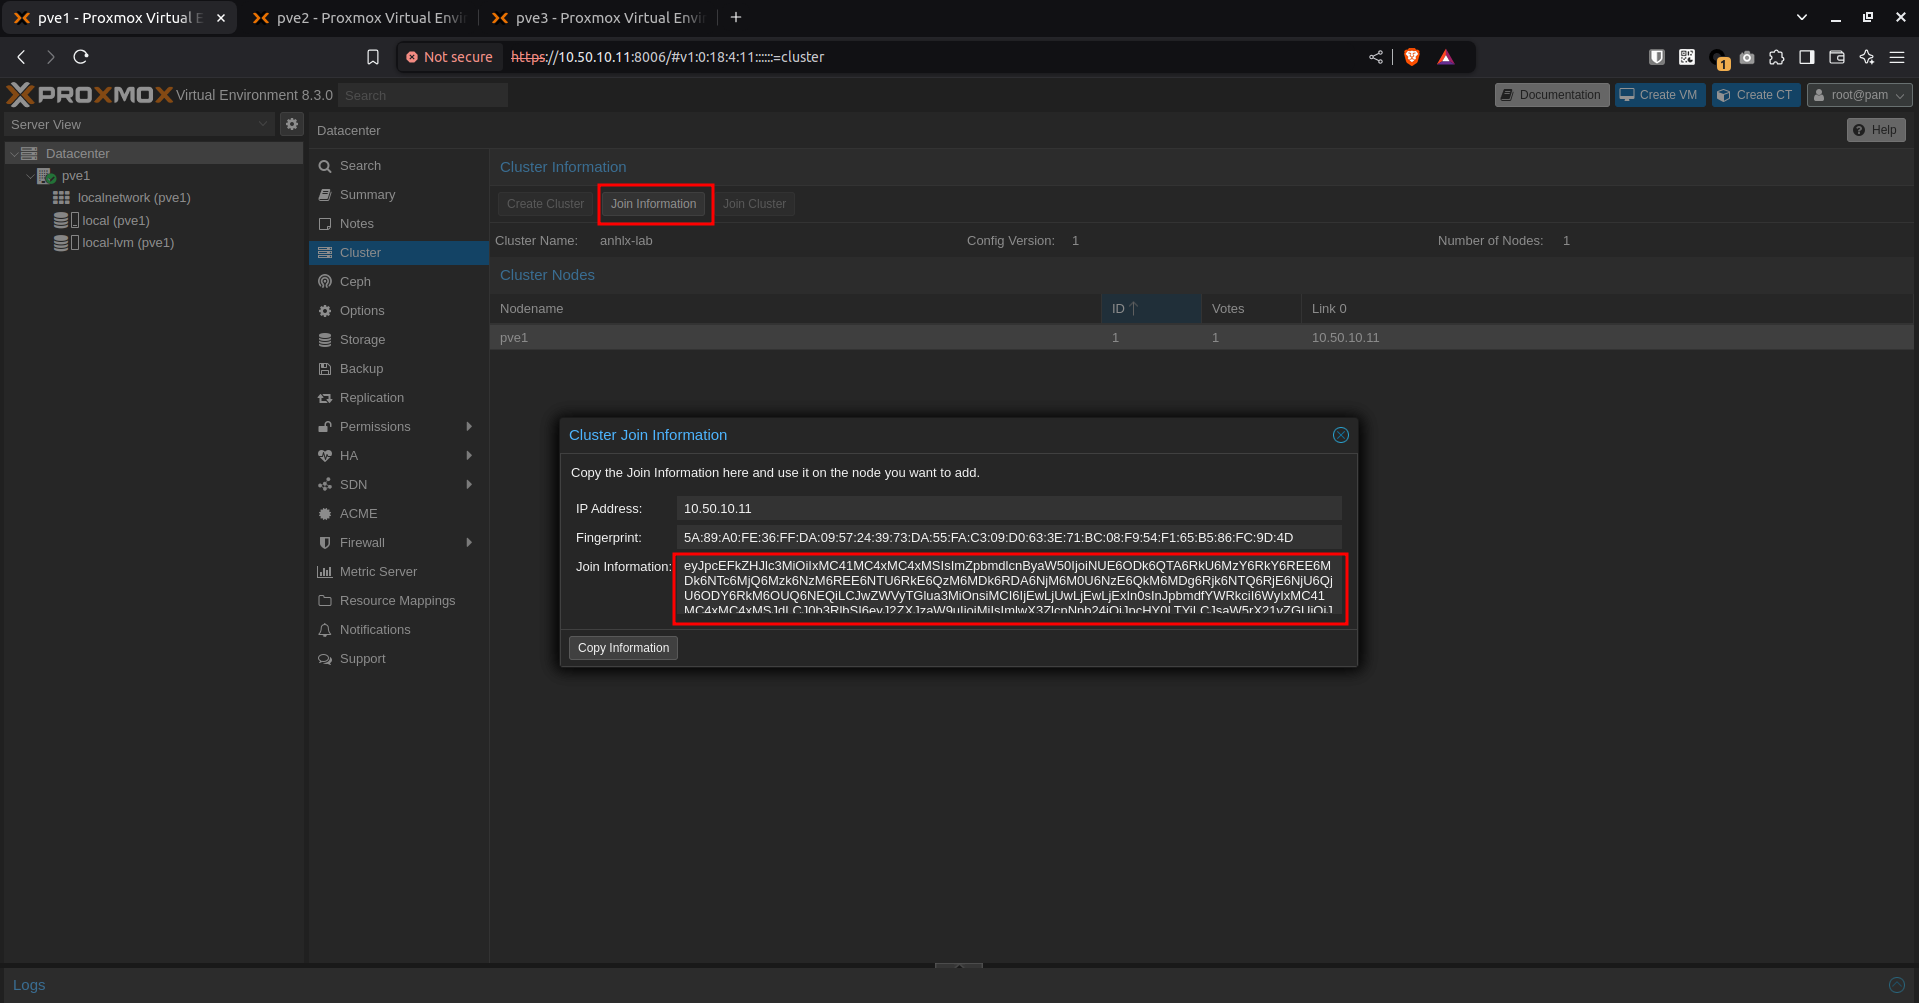 pve1 - Proxmox Virtual E
pve2 - Proxmox Virtual Envir
pve3 - Proxmox Virtual Envir
Not secure
https://10.50.10.11:8006/#v1:0:18:4:11::::::=cluster
1
PROXMOX Virtual Environment 8.3.0
Search
Documentation
Create VM
Create CT
root@pam
Server View
Datacenter
Help
Datacenter
pve1
localnetwork (pve1)
local (pve1)
local-lvm (pve1)
Search
Summary
Notes
Cluster
Ceph
Options
Storage
Backup
Replication
Permissions
HA
SDN
ACME
Firewall
Metric Server
Resource Mappings
Notifications
Support
Cluster Information
Create Cluster
Join Information
Join Cluster
Cluster Name: anhlx-lab
Config Version: 1
Number of Nodes: 1
Cluster Nodes
Nodename ID Votes Link 0
pve1 1 1 10.50.10.11
Cluster Join Information
Copy the Join Information here and use it on the node you want to add.
IP Address: 10.50.10.11
Fingerprint: 5A:89:A0:FE:36:FF:DA:09:57:24:39:73:DA:55:FA:C3:09:D0:63:3E:71:BC:08:F9:54:F1:65:B5:86:FC:9D:4D
Join Information: eyJpcEFkZHJlc3MiOiIxMC41MC4xMC4xMSIsImZpbmdlcnByaW50IjoiNUE6ODk6QTA6RkU6MzY6RkY6REE6M
Dk6NTc6MjQ6Mzk6NzM6REE6NTU6RkE6QzM6MDk6RDA6NjM6M0U6NzE6QkM6MDg6Rjk6NTQ6RjE6NjU6Qj
U6ODY6RkM6OUQ6NEQiLCJwZWVyTGlua3MiOnsiMCI6IjEwLjUwLjEwLjExIn0sInJpbmdfYWRkciI6WyIxMC41
Copy Information
Logs